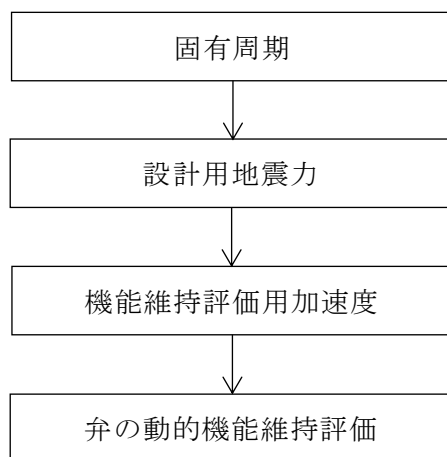 固有周期
設計用地震力
機能維持評価用加速度
弁の動的機能維持評価